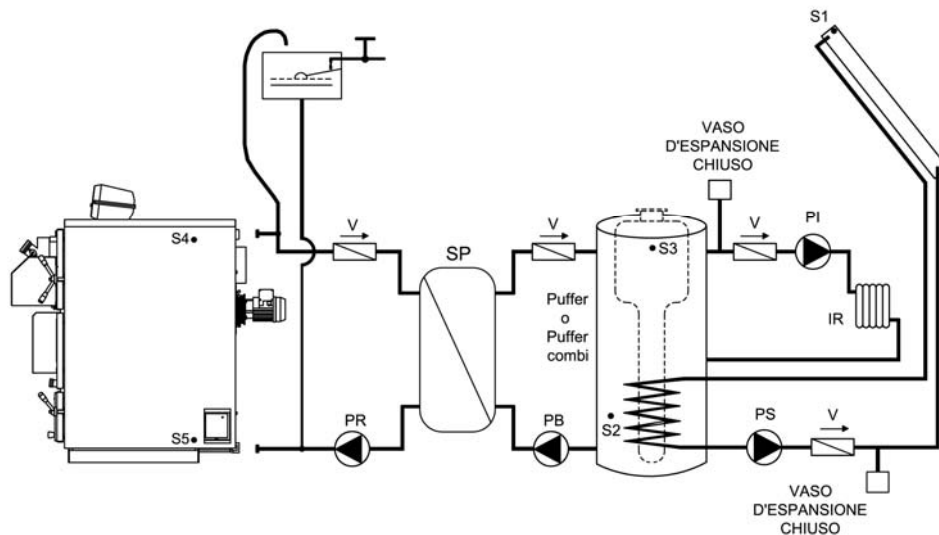 S1
VASO
D'ESPANSIONE
CHIUSO
S4
V
SP
V
S3
V
PI
Puffer
o
Puffer
combi
IR
S2
S5
PR
PB
PS
V
VASO
D'ESPANSIONE
CHIUSO